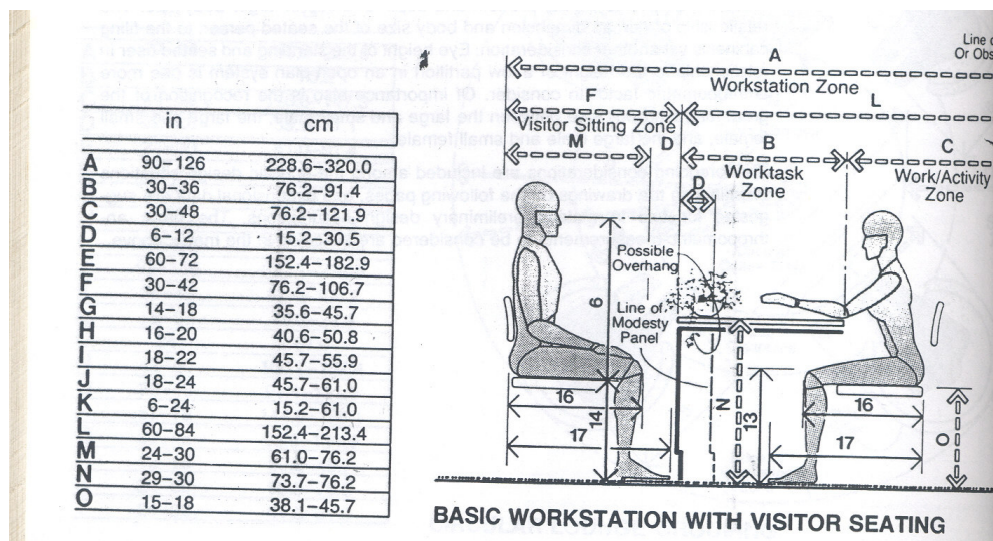 in cm
A 90–126 228.6–320.0
B 30–36 76.2–91.4
C 30–48 76.2–121.9
D 6–12 15.2–30.5
E 60–72 152.4–182.9
F 30–42 76.2–106.7
G 14–18 35.6–45.7
H 16–20 40.6–50.8
I 18–22 45.7–55.9
J 18–24 45.7–61.0
K 6–24 15.2–61.0
L 60–84 152.4–213.4
M 24–30 61.0–76.2
N 29–30 73.7–76.2
O 15–18 38.1–45.7
Line
Or Obs
A
Workstation Zone
F
L
Visitor Sitting Zone
M D B C
Worktask
Zone
Work/Activity
Zone
D
Possible
Overhang
6
Line of
Modesty
Panel
16
14
17
N
13
16
17
O
BASIC WORKSTATION WITH VISITOR SEATING